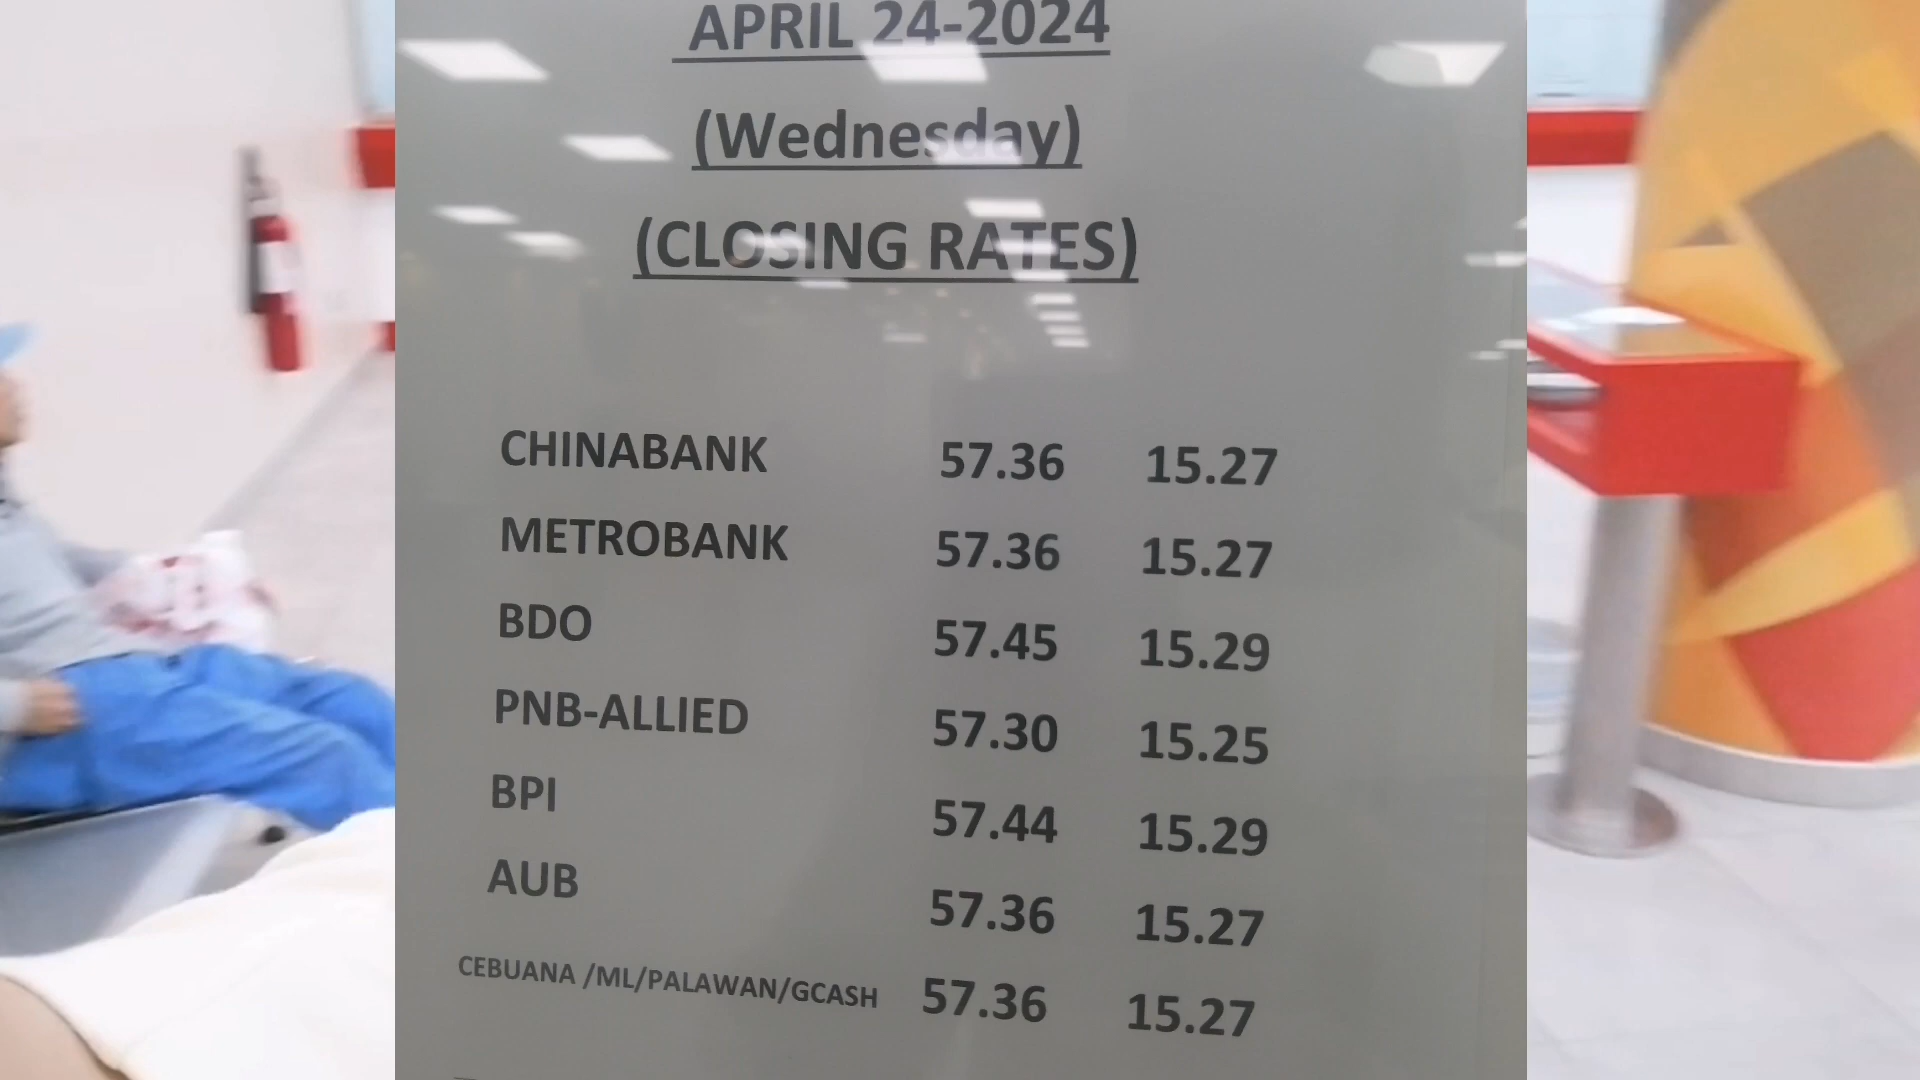 APRIL 24-2024
(Wednesday)
(CLOSING RATES)
CHINABANK 57.36 15.27
METROBANK 57.36 15.27
BDO 57.45 15.29
PNB-ALLIED 57.30 15.25
BPI 57.44 15.29
AUB 57.36 15.27
CEBUANA /ML/PALAWAN/GCASH 57.36 15.27